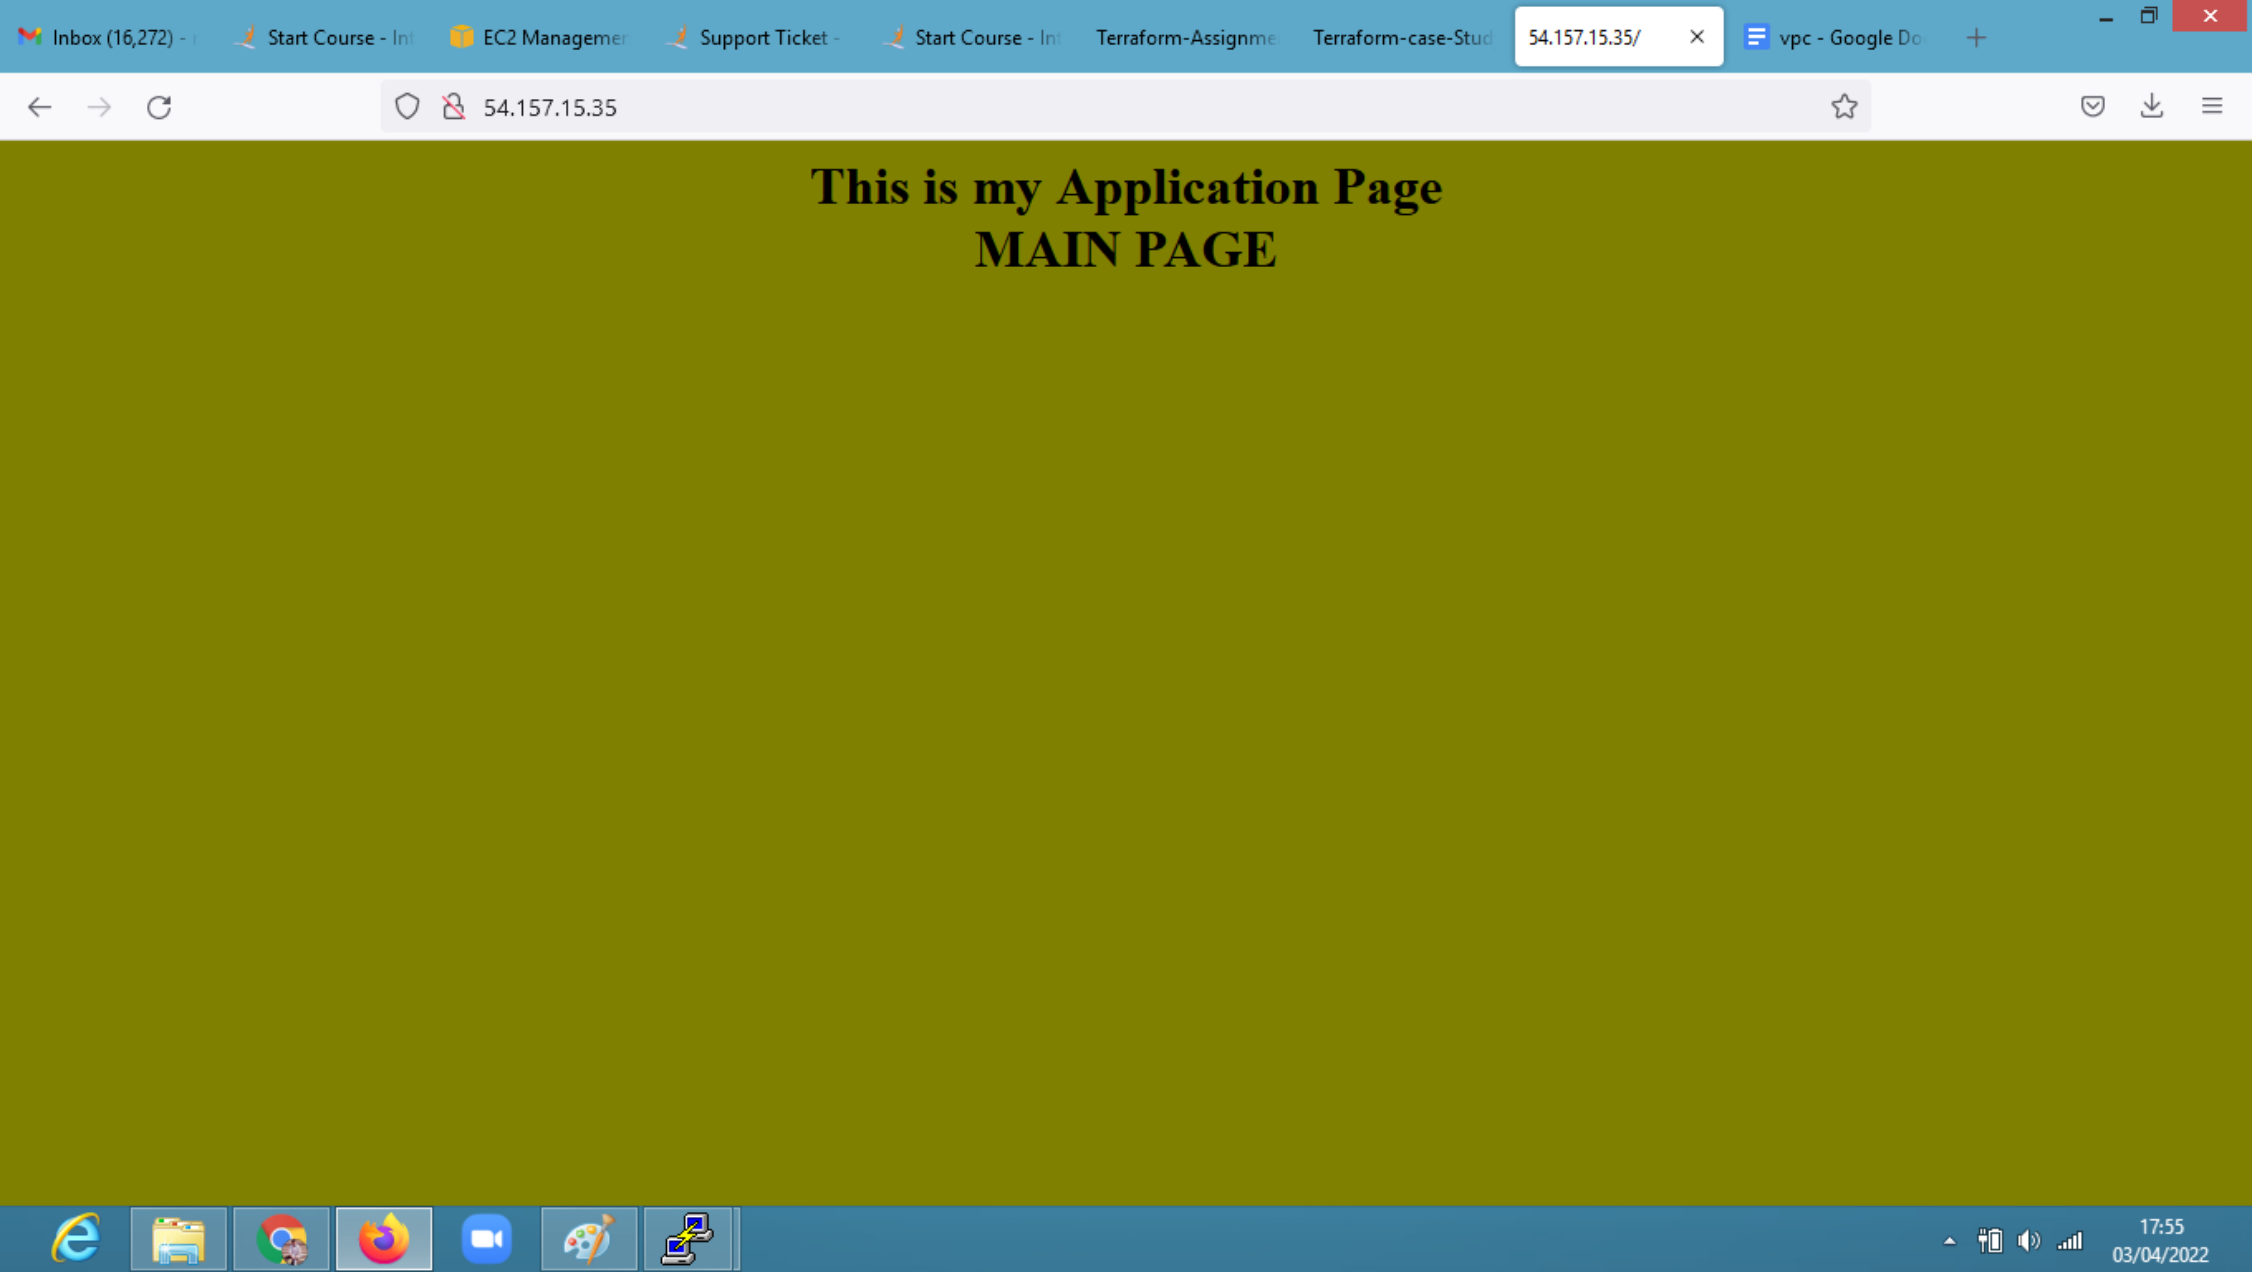 Inbox (16,272) -
Start Course - Int
EC2 Managemen
Support Ticket -
Start Course - Int
Terraform-Assignme
Terraform-case-Stud
54.157.15.35/
vpc - Google Do
54.157.15.35
This is my Application Page
MAIN PAGE
17:55
03/04/2022